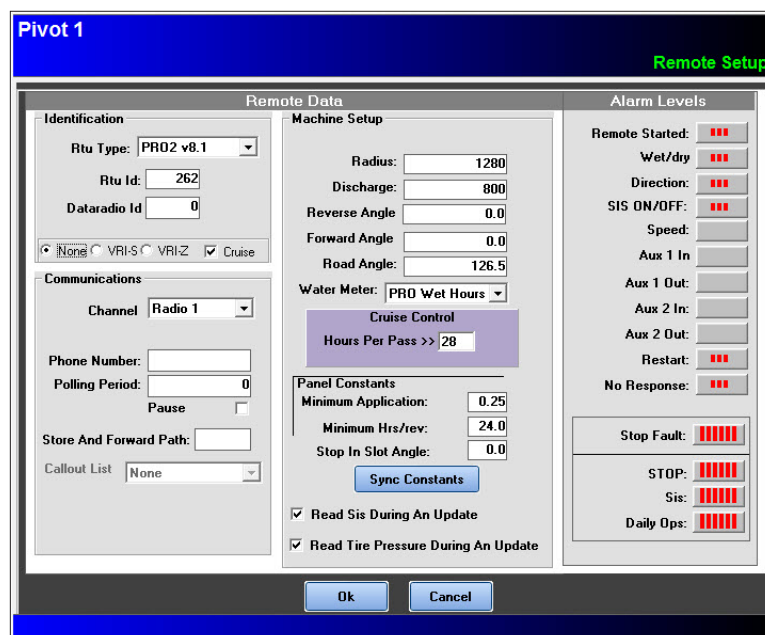 Pivot 1
Remote Setup
Remote Data
Identification
Rtu Type: PRO2 v8.1
Rtu Id: 262
Dataradio Id 0
None VRI-S VRI-Z Cruise
Communications
Channel Radio 1
Phone Number:
Polling Period: 0
Pause
Store And Forward Path:
Callout List None
Machine Setup
Radius: 1280
Discharge: 800
Reverse Angle 0.0
Forward Angle 0.0
Road Angle: 126.5
Water Meter: PRO Wet Hours
Cruise Control
Hours Per Pass >> 28
Panel Constants
Minimum Application: 0.25
Minimum Hrs/rev: 24.0
Stop In Slot Angle: 0.0
Sync Constants
Read Sis During An Update
Read Tire Pressure During An Update
Alarm Levels
Remote Started:
Wet/dry
Direction:
SIS ON/OFF:
Speed:
Aux 1 In
Aux 1 Out:
Aux 2 In:
Aux 2 Out:
Restart:
No Response:
Stop Fault:
STOP:
Sis:
Daily Ops:
Ok
Cancel